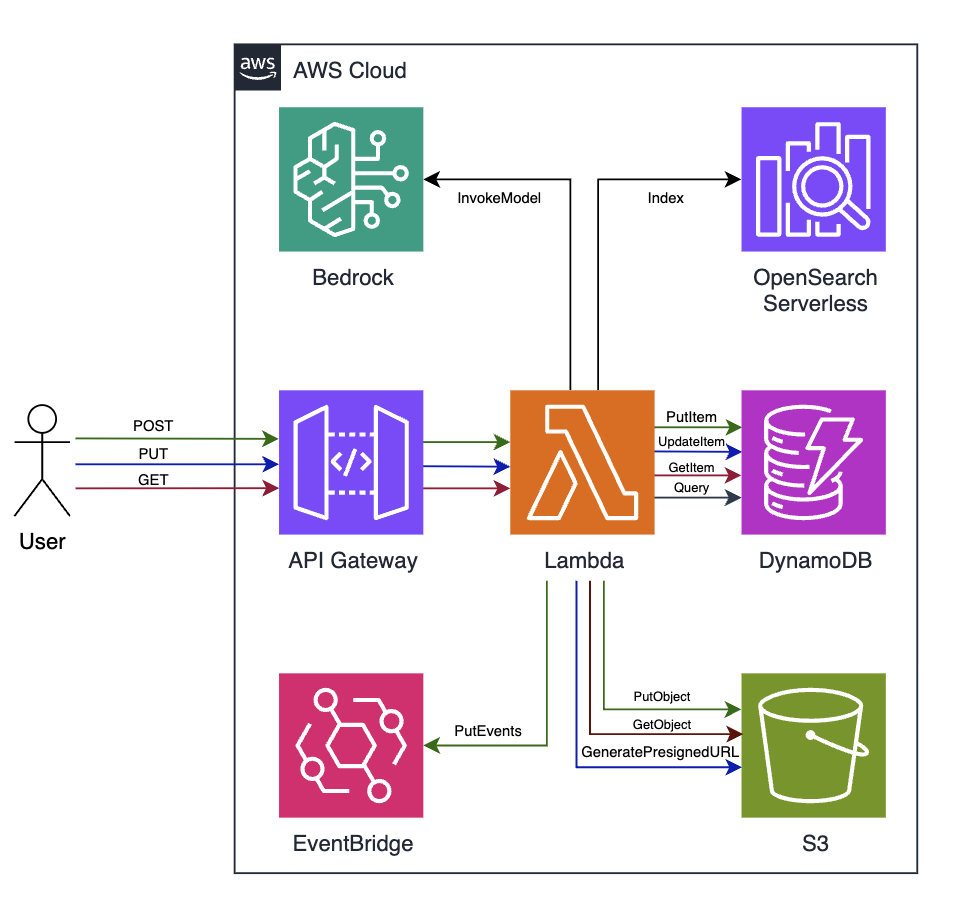 aws
AWS Cloud
InvokeModel
Index
Bedrock
OpenSearch
Serverless
POST
PUT
GET
</>
PutItem
UpdateItem
GetItem
Query
User
API Gateway
Lambda
DynamoDB
PutObject
GetObject
PutEvents
GeneratePresignedURL
EventBridge
S3